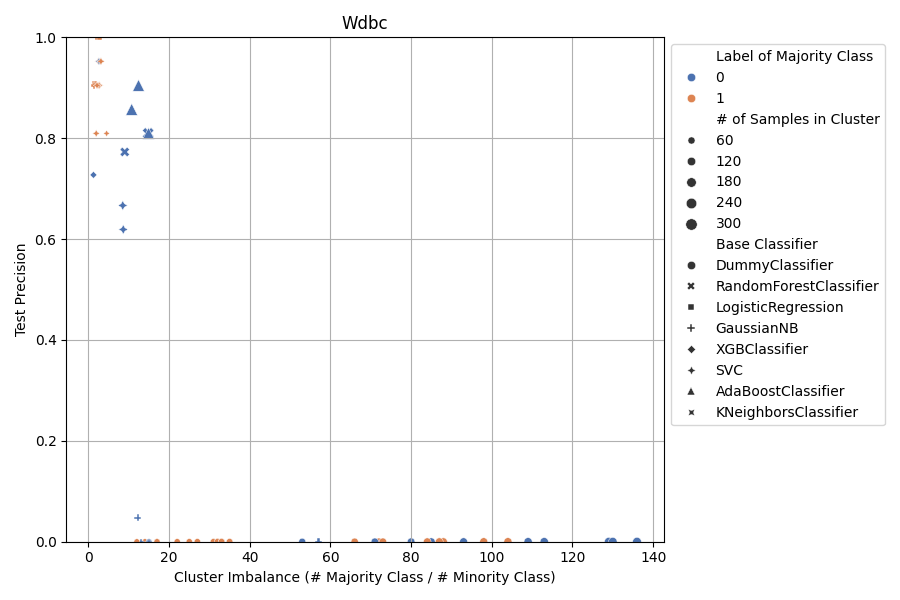 Wdbc
1.0
0.8
0.6
0.4
0.2
0.0
Test Precision
0 20 40 60 80 100 120 140
Cluster Imbalance (# Majority Class / # Minority Class)
Label of Majority Class
0
1
# of Samples in Cluster
60
120
180
240
300
Base Classifier
DummyClassifier
RandomForestClassifier
LogisticRegression
GaussianNB
XGBClassifier
SVC
AdaBoostClassifier
KNeighborsClassifier